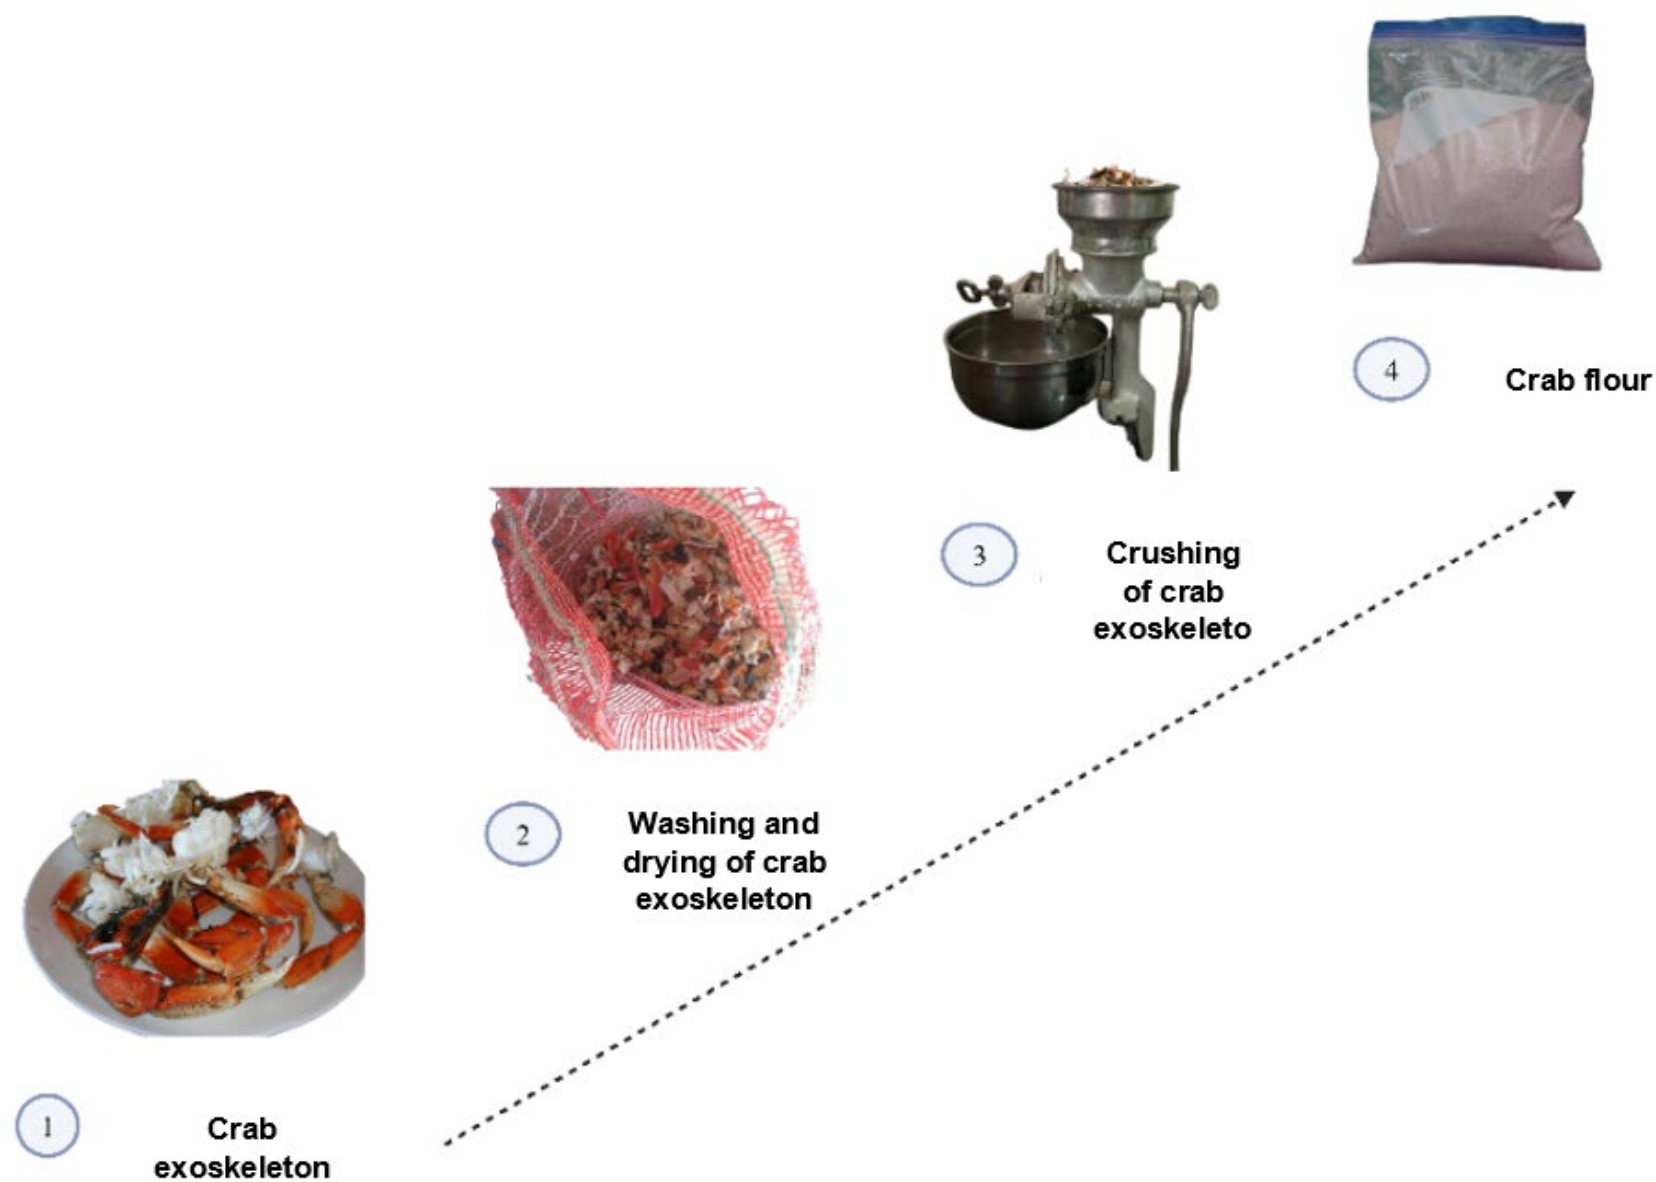 1
Crab
exoskeleton
2
Washing and
drying of crab
exoskeleton
3
Crushing
of crab
exoskeleto
4
Crab flour